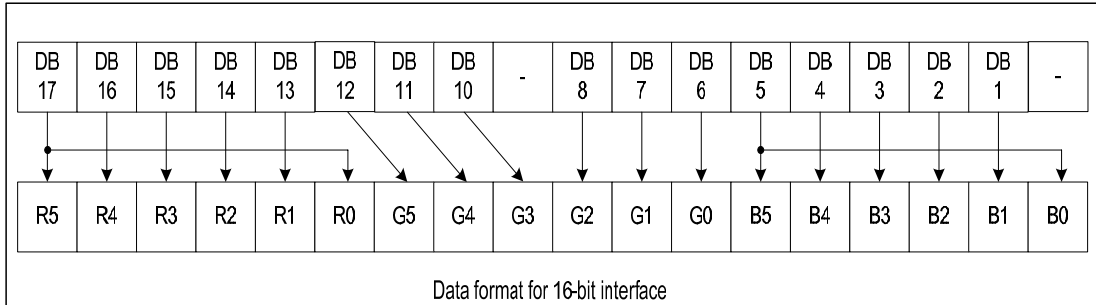 DB DB DB DB DB DB DB DB - DB DB DB DB DB DB DB DB -
17 16 15 14 13 12 11 10 8 7 6 5 4 3 2 1
R5 R4 R3 R2 R1 R0 G5 G4 G3 G2 G1 G0 B5 B4 B3 B2 B1 B0
Data format for 16-bit interface